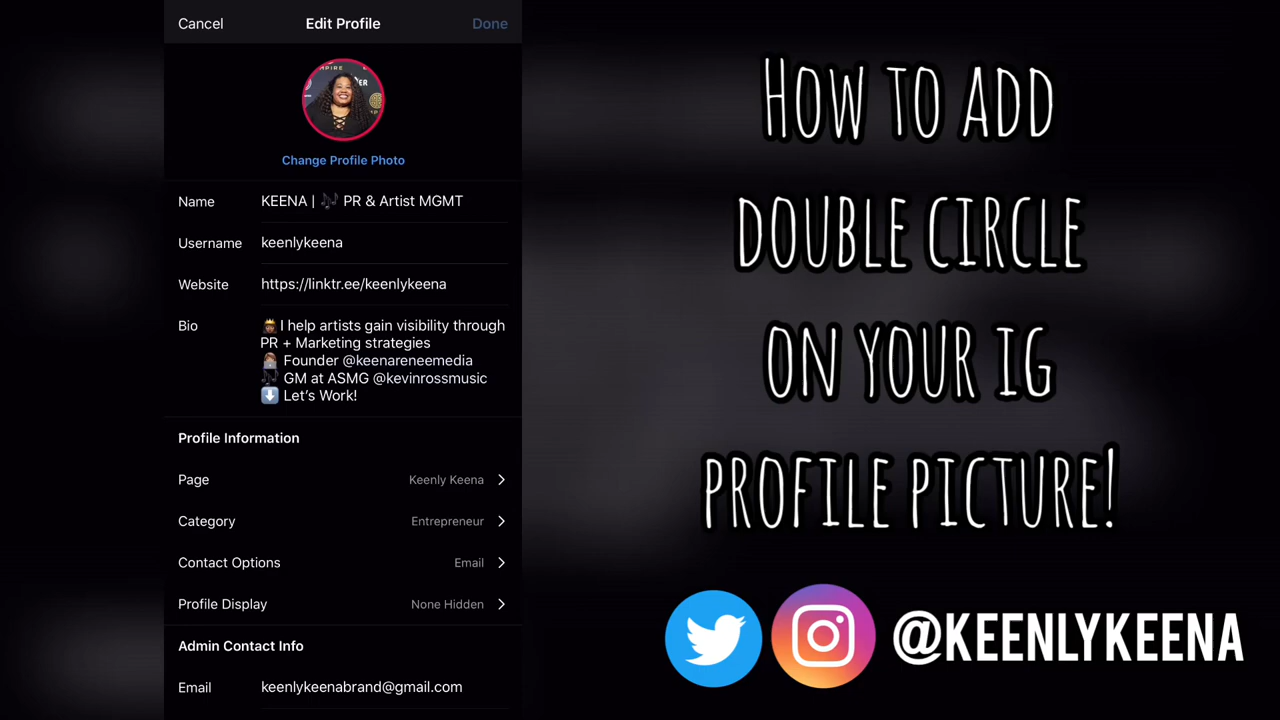 Cancel Edit Profile Done
MPIRE
Change Profile Photo
Name KEENA | 🎶 PR & Artist MGMT
Username keenlykeena
Website https://linktr.ee/keenlykeena
Bio 👸🏾I help artists gain visibility through
PR + Marketing strategies
👩🏽‍💻 Founder @keenareneemedia
🎶 GM at ASMG @kevinrossmusic
⬇️ Let's Work!
Profile Information
Page Keenly Keena
Category Entrepreneur
Contact Options Email
Profile Display None Hidden
Admin Contact Info
Email keenlykeenabrand@gmail.com
HOW TO ADD
DOUBLE CIRCLE
ON YOUR IG
PROFILE PICTURE!
@KEENLYKEENA